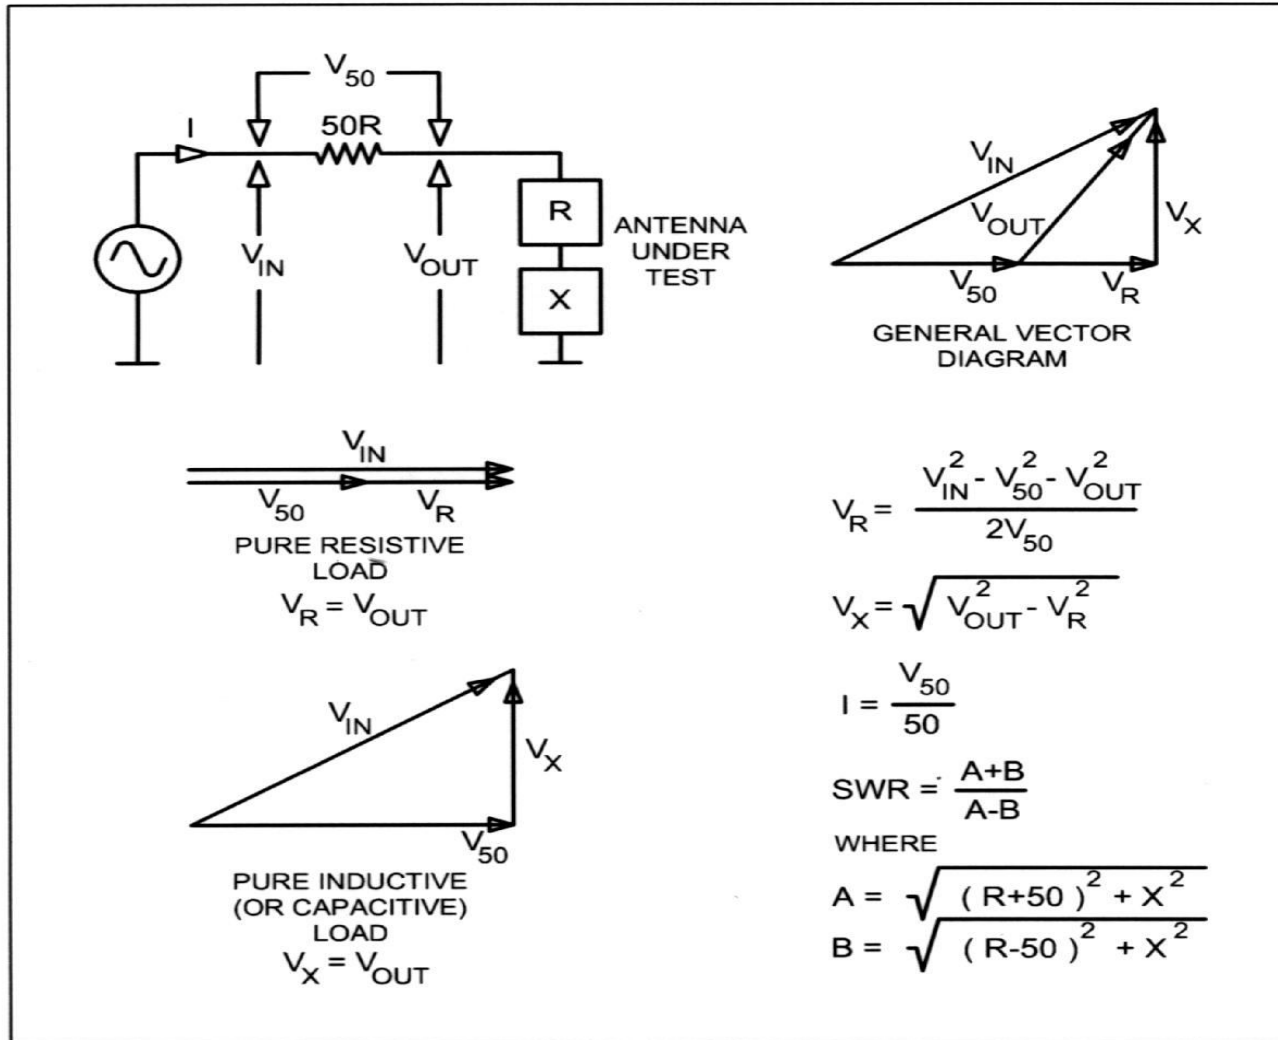 V50
I
50R
VIN
VOUT
R
X
ANTENNA
UNDER
TEST
VIN
VOUT
VX
V50
VR
GENERAL VECTOR
DIAGRAM
VIN
V50
VR
PURE RESISTIVE
LOAD
VR = VOUT
VIN
VX
V50
PURE INDUCTIVE
(OR CAPACITIVE)
LOAD
VX = VOUT
VR = (VIN² - V50² - VOUT²) / 2V50
VX = √(VOUT² - VR²)
I = V50 / 50
SWR = A+B / A-B
WHERE
A = √( R+50 )² + X²
B = √( R-50 )² + X²